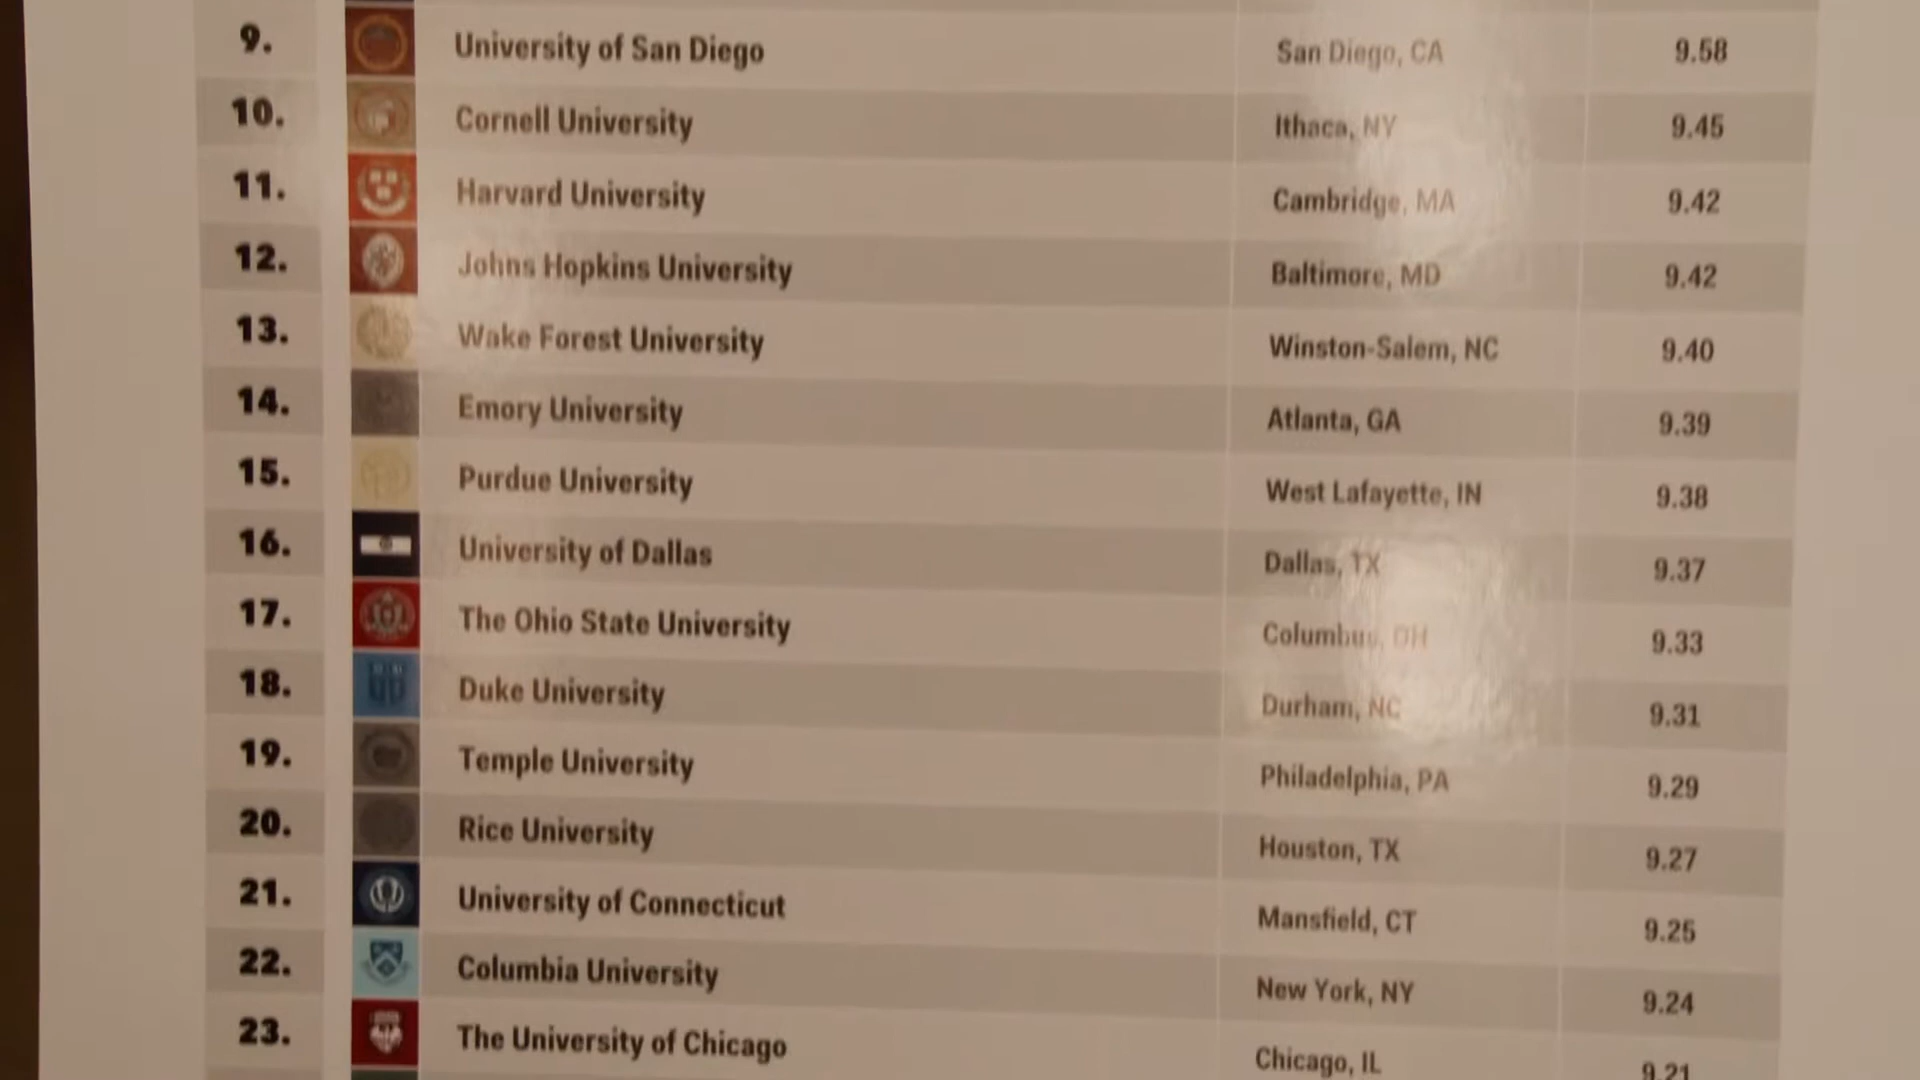 9. University of San Diego San Diego, CA 9.58
10. Cornell University Ithaca, NY 9.45
11. Harvard University Cambridge, MA 9.42
12. Johns Hopkins University Baltimore, MD 9.42
13. Wake Forest University Winston-Salem, NC 9.40
14. Emory University Atlanta, GA 9.39
15. Purdue University West Lafayette, IN 9.38
16. University of Dallas Dallas, TX 9.37
17. The Ohio State University Columbus, OH 9.33
18. Duke University Durham, NC 9.31
19. Temple University Philadelphia, PA 9.29
20. Rice University Houston, TX 9.27
21. University of Connecticut Mansfield, CT 9.25
22. Columbia University New York, NY 9.24
23. The University of Chicago Chicago, IL 9.21